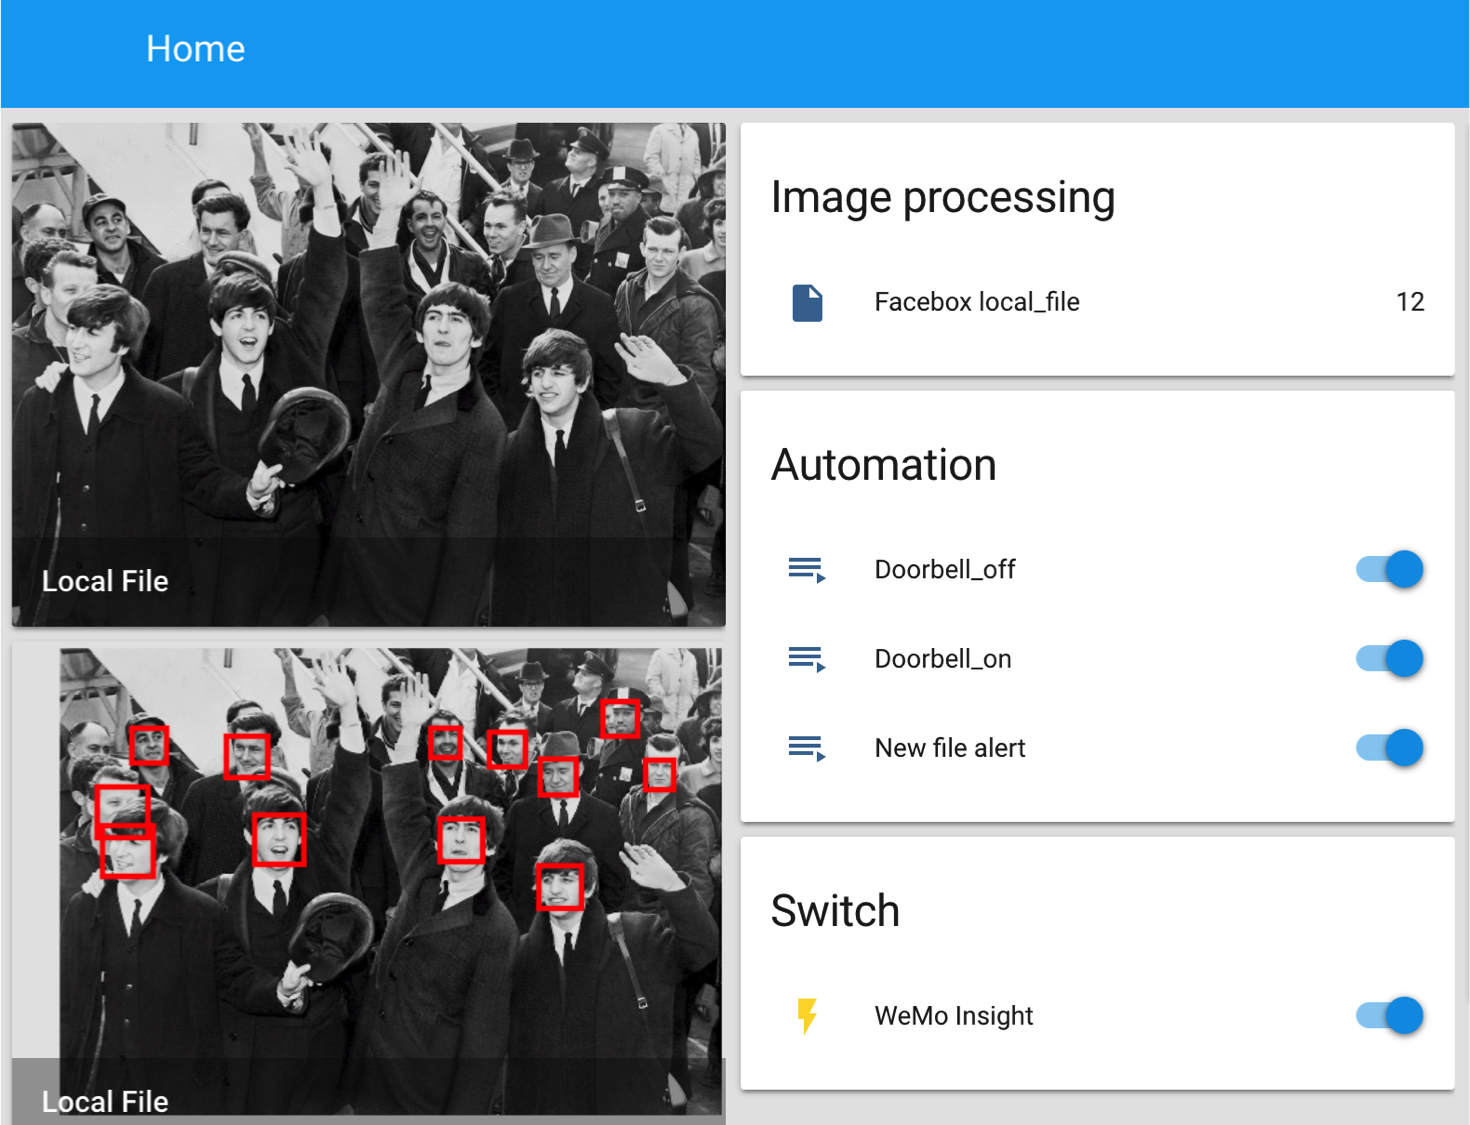 Home
Local File
Local File
Image processing
Facebox local_file 12
Automation
Doorbell_off
Doorbell_on
New file alert
Switch
WeMo Insight